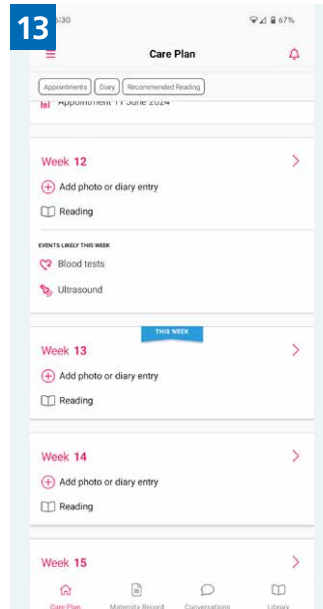 13
:30
67%
Care Plan
Appointments
Diary
Recommended Reading
Appointment 11 June 2024
Week 12
Add photo or diary entry
Reading
EVENTS LIKELY THIS WEEK
Blood tests
Ultrasound
THIS WEEK
Week 13
Add photo or diary entry
Reading
Week 14
Add photo or diary entry
Reading
Week 15
Care Plan
Maternity Record
Conversations
Library